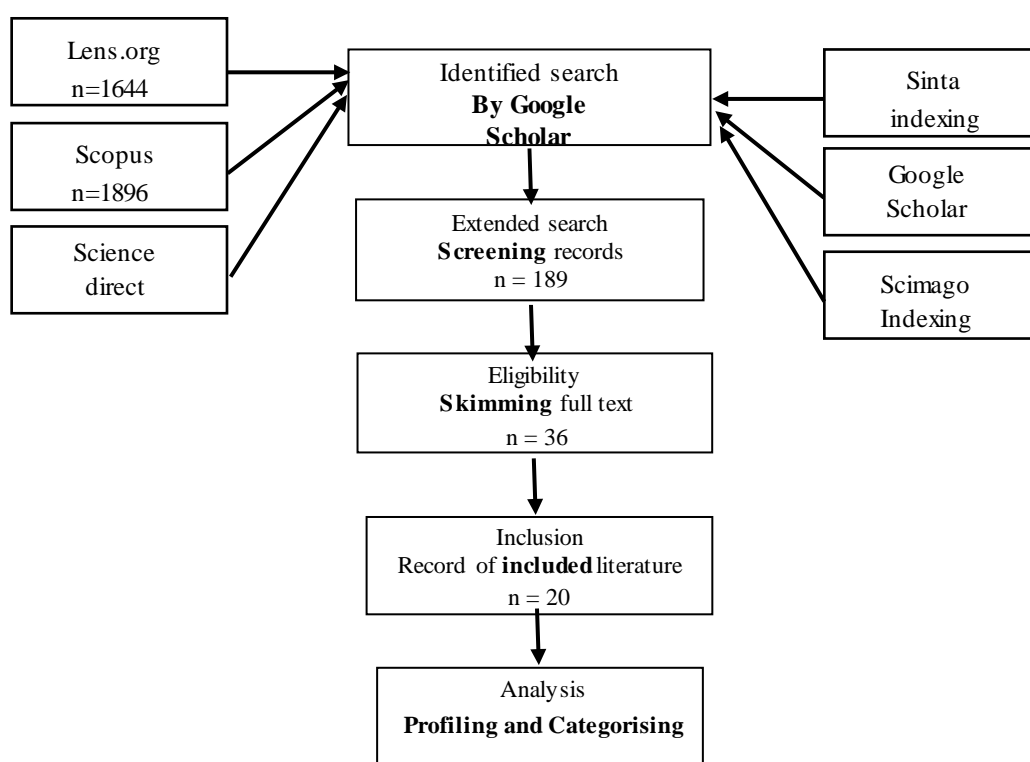 Lens.org
n=1644
Scopus
n=1896
Science
direct
Identified search
By Google
Scholar
Extended search
Screening records
n = 189
Eligibility
Skimming full text
n = 36
Inclusion
Record of included literature
n = 20
Analysis
Profiling and Categorising
Sinta
indexing
Google
Scholar
Scimago
Indexing